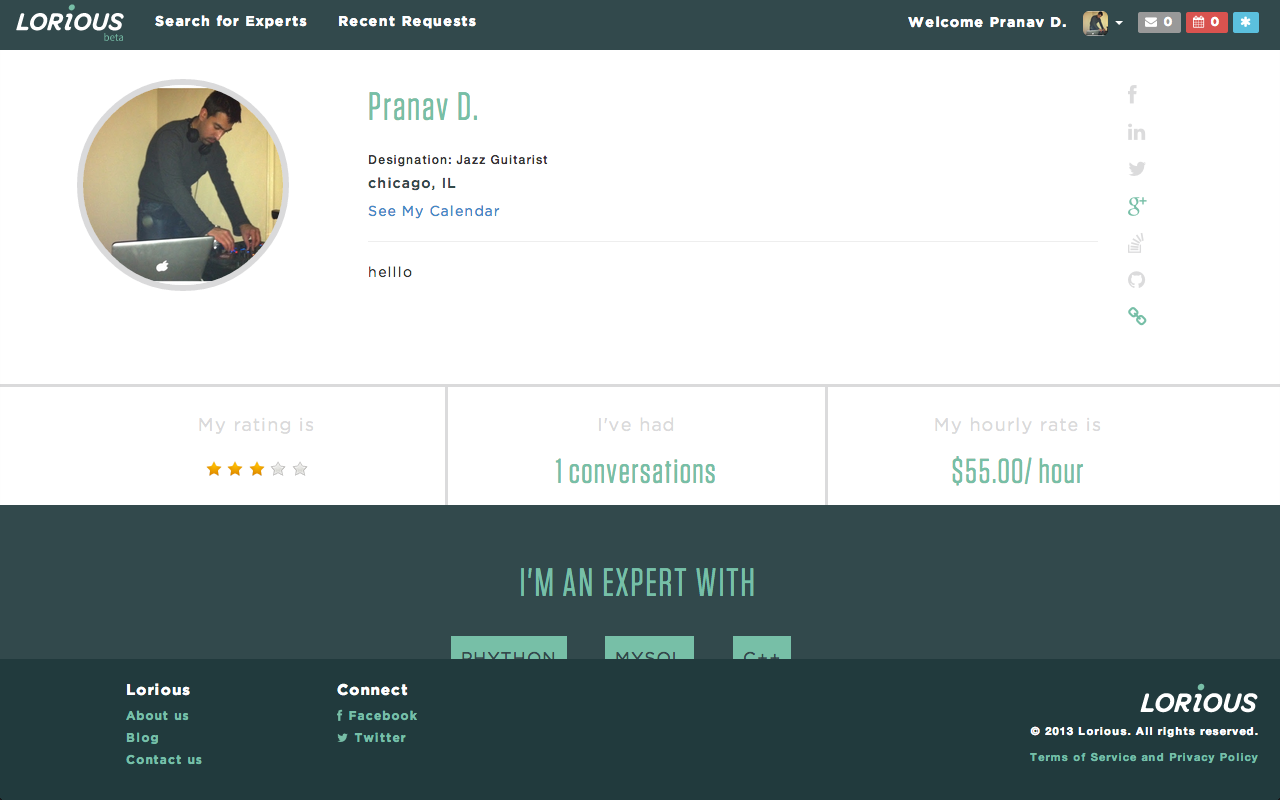 LORIOUS
beta
Search for Experts
Recent Requests
Welcome Pranav D.
0
0
Pranav D.
Designation: Jazz Guitarist
chicago, IL
See My Calendar
helllo
My rating is
I've had
1 conversations
My hourly rate is
$55.00/ hour
I'M AN EXPERT WITH
PHYTHON
MYSQL
C++
Lorious
About us
Blog
Contact us
Connect
Facebook
Twitter
LORIOUS
© 2013 Lorious. All rights reserved.
Terms of Service and Privacy Policy